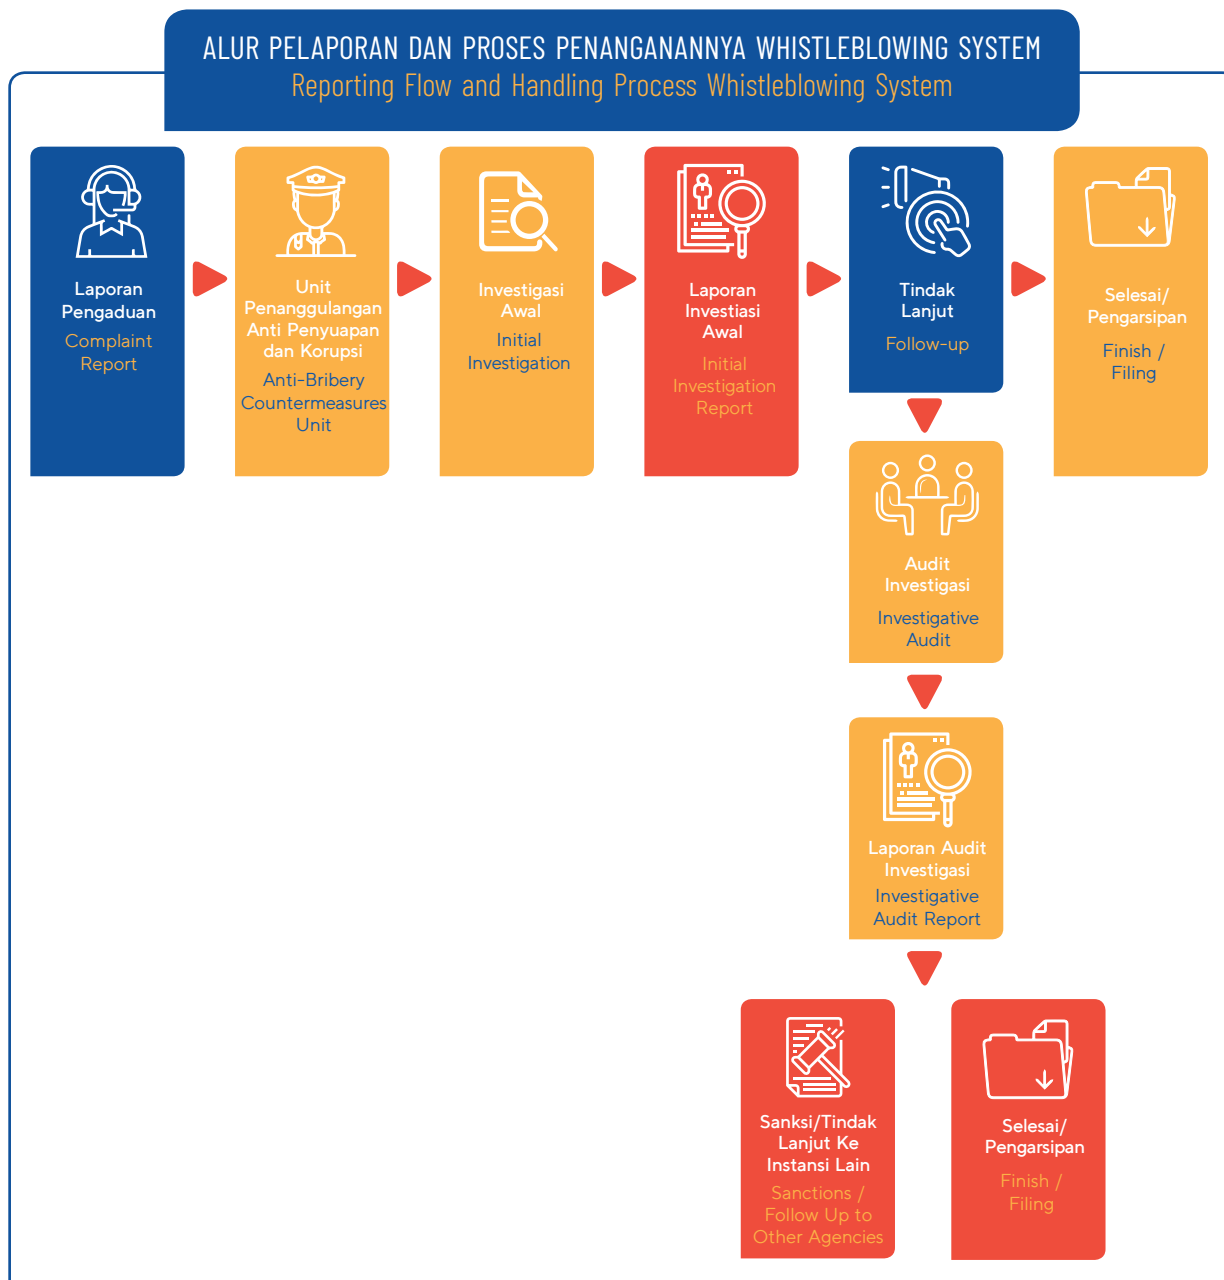 ALUR PELAPORAN DAN PROSES PENANGANANNYA WHISTLEBLOWING SYSTEM
Reporting Flow and Handling Process Whistleblowing System
Laporan
Pengaduan
Complaint
Report
Unit
Penanggulangan
Anti Penyuapan
dan Korupsi
Anti-Bribery
Countermeasures
Unit
Investigasi
Awal
Initial
Investigation
Laporan
Investiasi
Awal
Initial
Investigation
Report
Tindak
Lanjut
Follow-up
Selesai/
Pengarsipan
Finish /
Filing
Audit
Investigasi
Investigative
Audit
Laporan Audit
Investigasi
Investigative
Audit Report
Sanksi/Tindak
Lanjut Ke
Instansi Lain
Sanctions /
Follow Up to
Other Agencies
Selesai/
Pengarsipan
Finish /
Filing